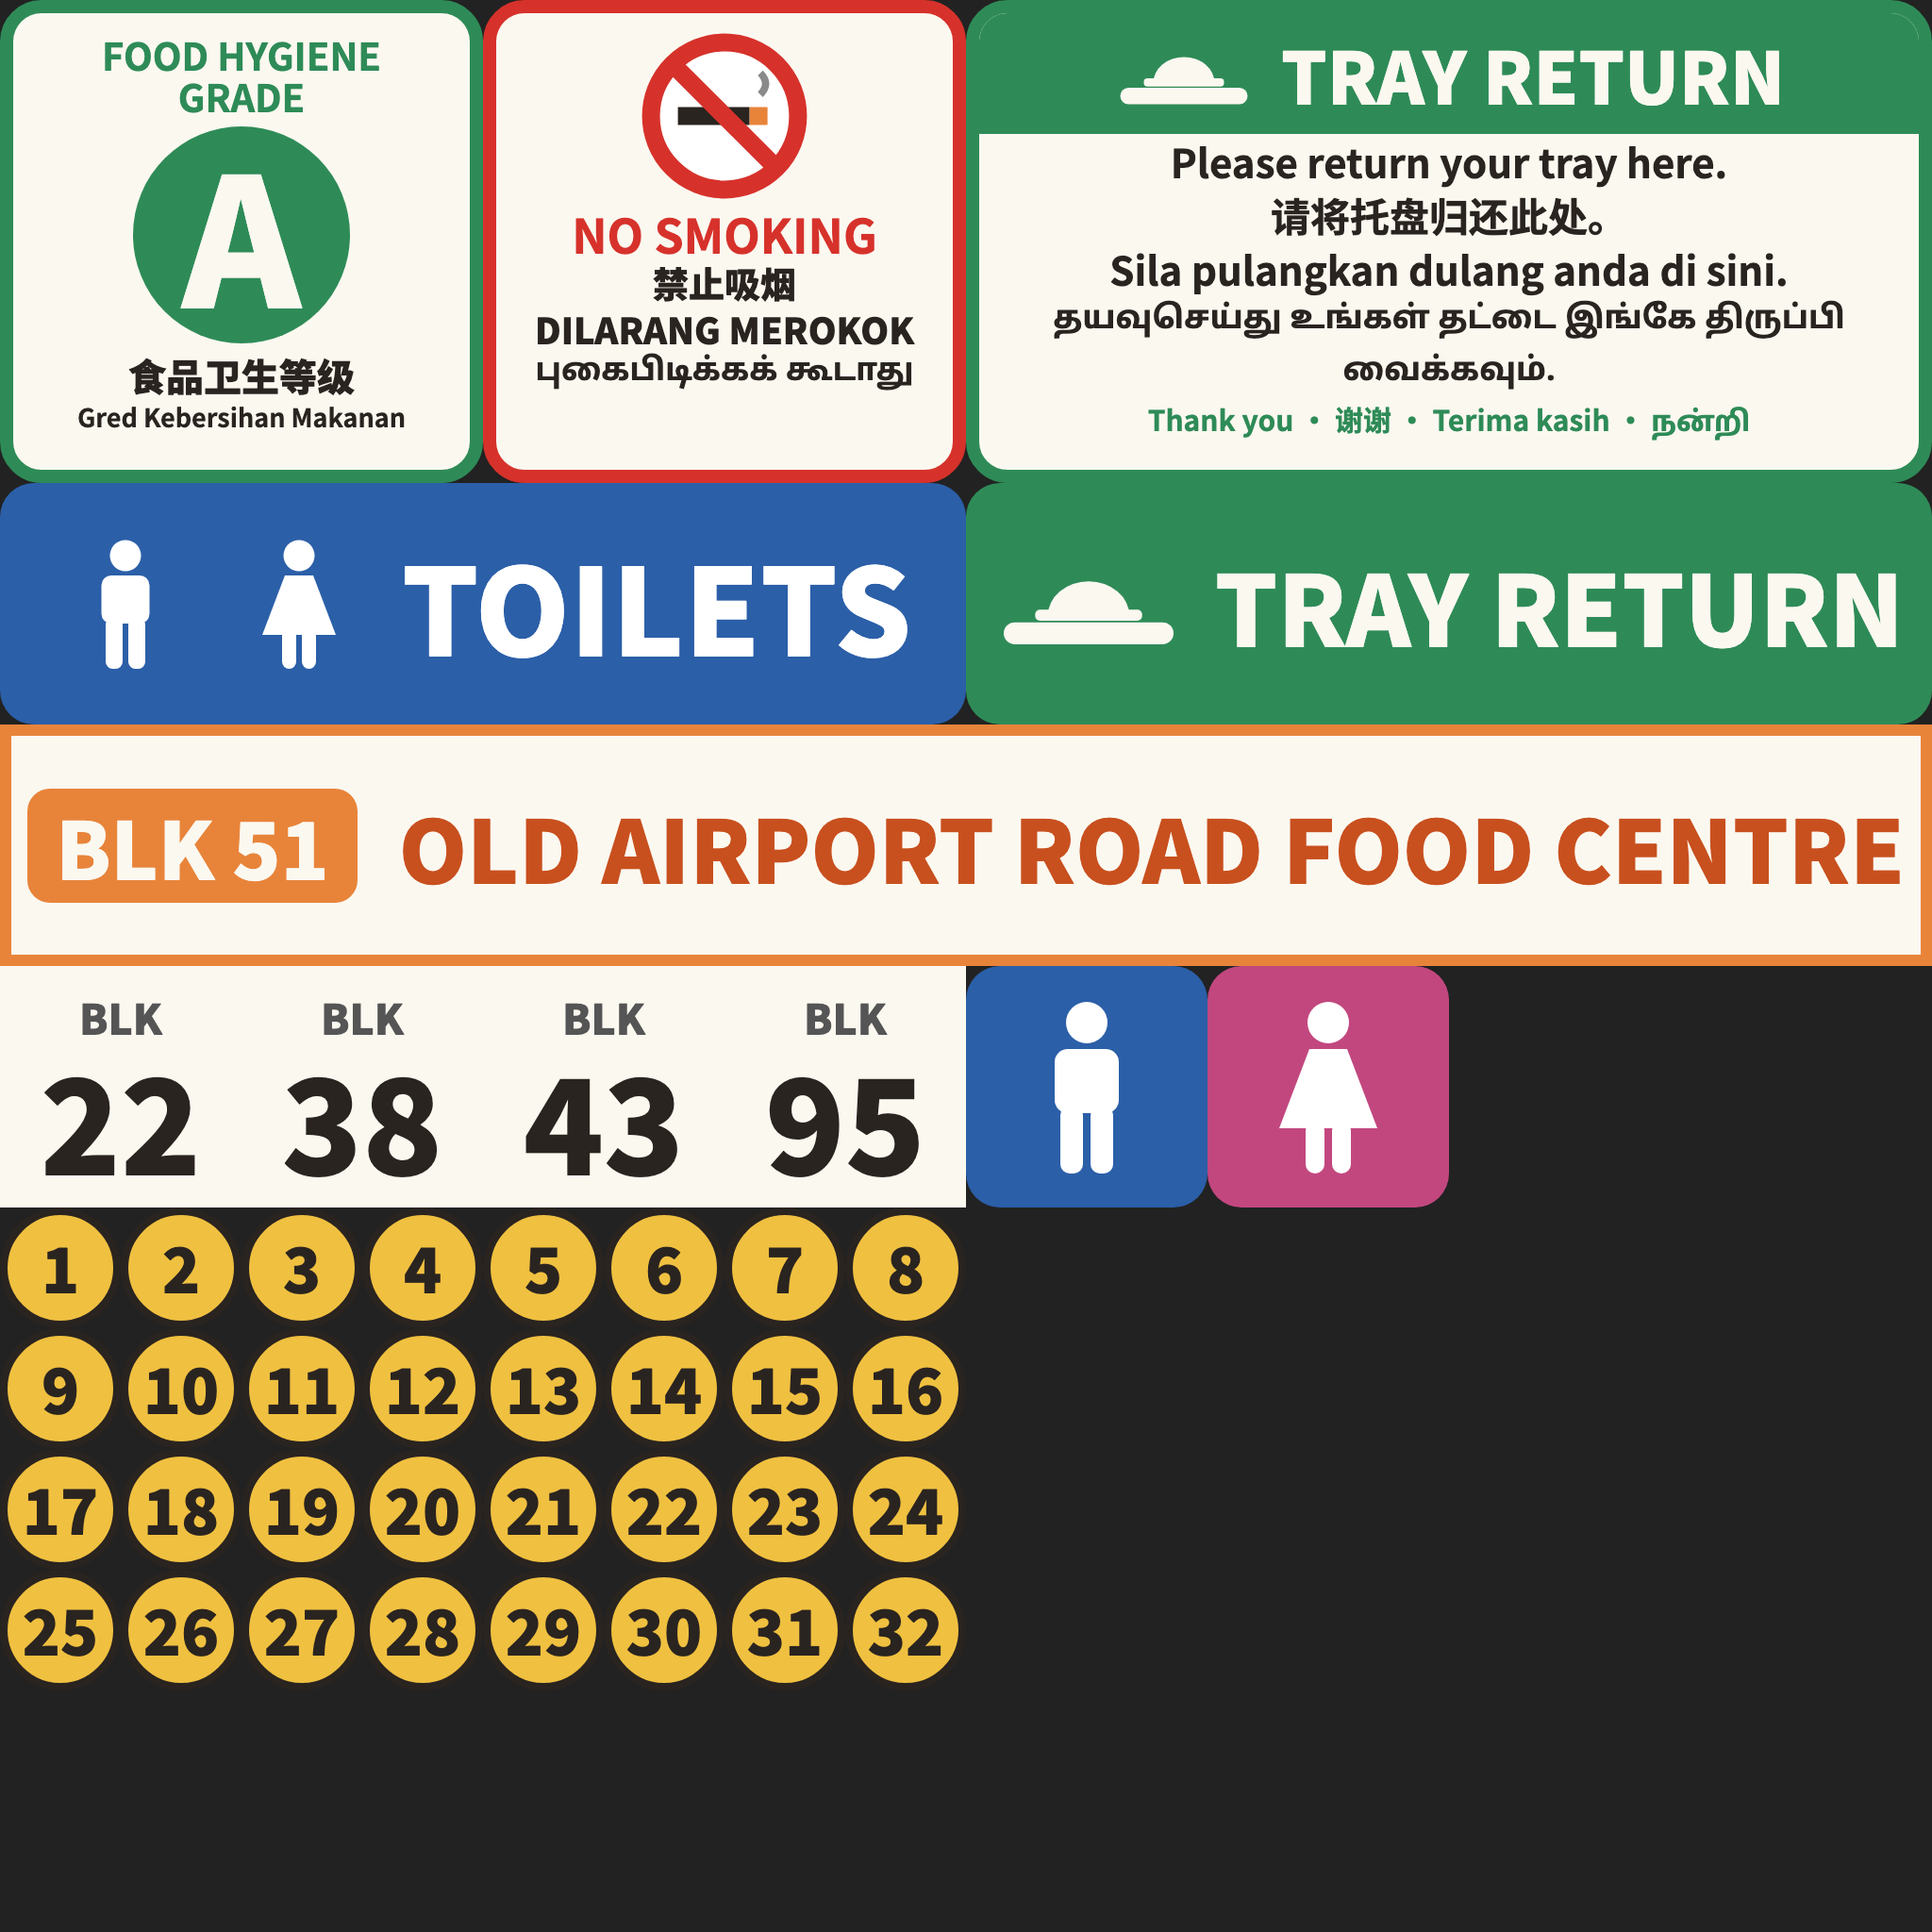 FOOD HYGIENE
GRADE
A
食品卫生等级
Gred Kebersihan Makanan
NO SMOKING
禁止吸烟
DILARANG MEROKOK
புகைபிடிக்கக் கூடாது
TRAY RETURN
Please return your tray here.
请将托盘归还此处。
Sila pulangkan dulang anda di sini.
தயவுசெய்து உங்கள் தட்டை இங்கே திருப்பி
வைக்கவும்.
Thank you • 谢谢 • Terima kasih • நன்றி
TOILETS
TRAY RETURN
BLK 51 OLD AIRPORT ROAD FOOD CENTRE
BLK BLK BLK BLK
22 38 43 95
1 2 3 4 5 6 7 8
9 10 11 12 13 14 15 16
17 18 19 20 21 22 23 24
25 26 27 28 29 30 31 32